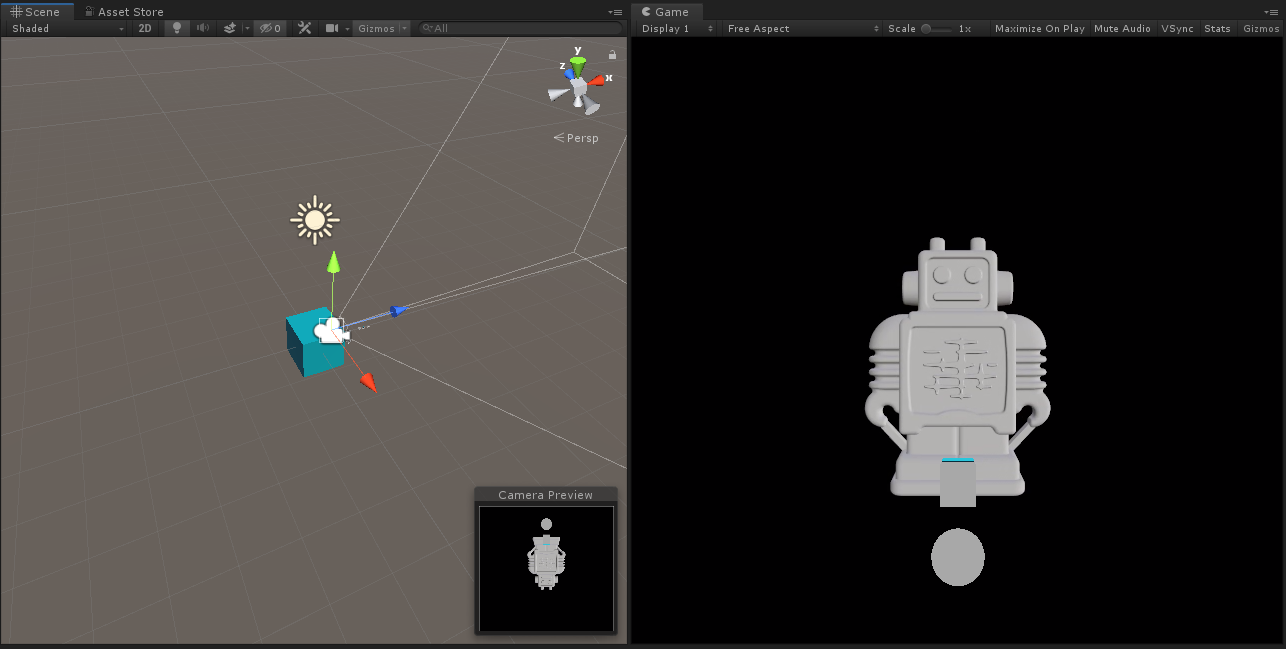 Scene
Asset Store
Shaded
2D
0
Gizmos
All
y
z
x
Persp
Camera Preview
Game
Display 1
Free Aspect
Scale
1x
Maximize On Play
Mute Audio
VSync
Stats
Gizmos